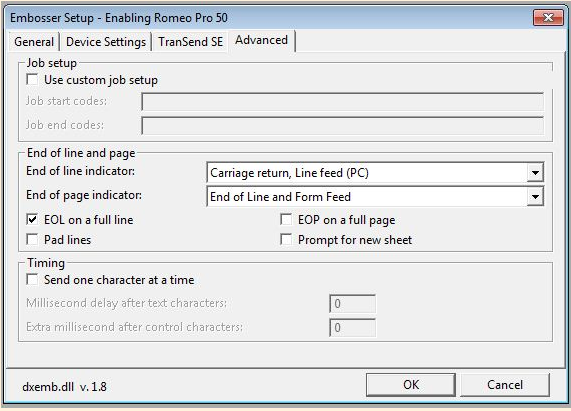 Embosser Setup - Enabling Romeo Pro 50
General Device Settings TranSend SE Advanced
Job setup
Use custom job setup
Job start codes:
Job end codes:
End of line and page
End of line indicator: Carriage return, Line feed (PC)
End of page indicator: End of Line and Form Feed
EOL on a full line EOP on a full page
Pad lines Prompt for new sheet
Timing
Send one character at a time
Millisecond delay after text characters: 0
Extra millisecond after control characters: 0
dxemb.dll v. 1.8 OK Cancel